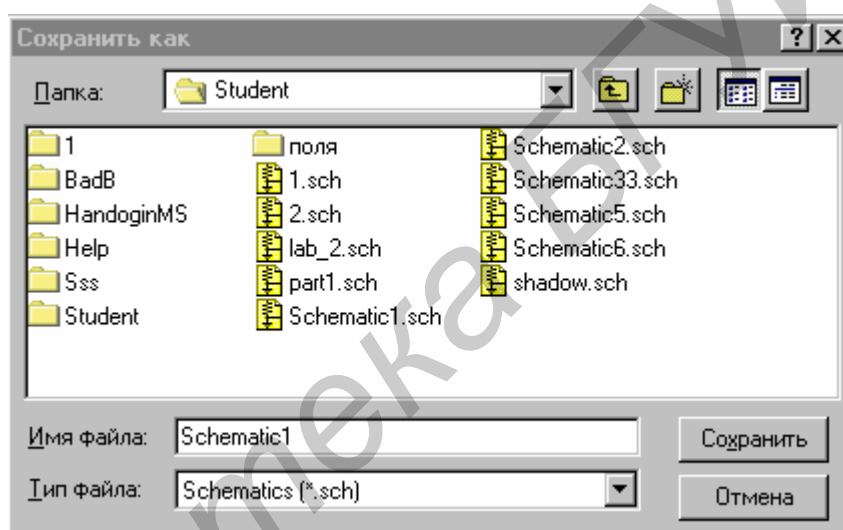 Сохранить как
Папка: Student
1
BadB
HandoginMS
Help
Sss
Student
поля
1.sch
2.sch
lab_2.sch
part1.sch
Schematic1.sch
Schematic2.sch
Schematic33.sch
Schematic5.sch
Schematic6.sch
shadow.sch
Имя файла: Schematic1
Сохранить
Тип файла: Schematics (*.sch)
Отмена